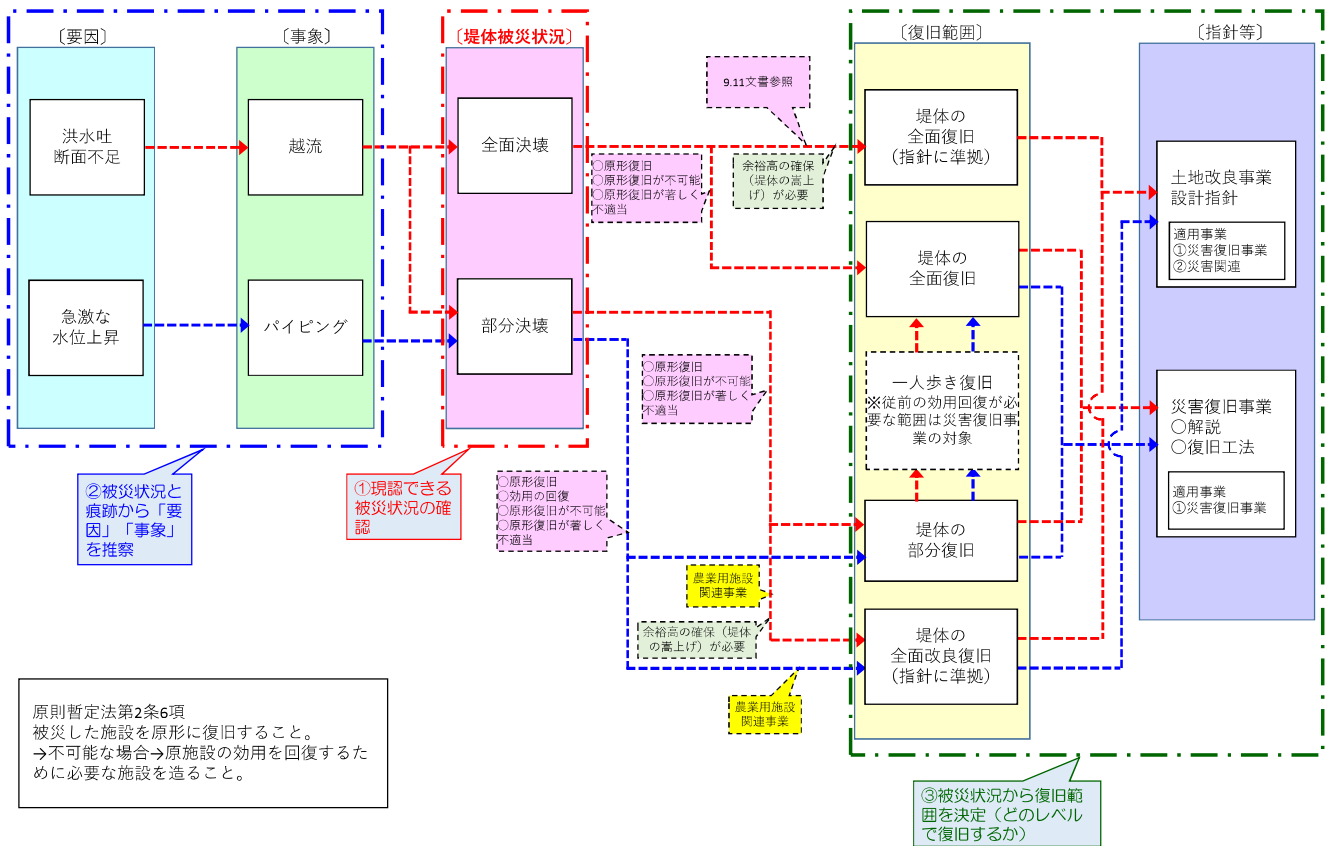 〔要因〕
洪水吐
断面不足
急激な
水位上昇
〔事象〕
越流
パイピング
〔堤体被災状況〕
全面決壊
部分決壊
②被災状況と
痕跡から「要
因」「事象」
を推察
①現認できる
被災状況の確
認
9.11文書参照
○原形復旧
○原形復旧が不可能
○原形復旧が著しく
不適当
余裕高の確保
（堤体の嵩上
げ）が必要
○原形復旧
○原形復旧が不可能
○原形復旧が著しく
不適当
○原形復旧
○効用の回復
○原形復旧が不可能
○原形復旧が著しく
不適当
農業用施設
関連事業
余裕高の確保（堤体
の嵩上げ）が必要
農業用施設
関連事業
〔復旧範囲〕
堤体の
全面復旧
（指針に準拠）
堤体の
全面復旧
一人歩き復旧
※従前の効用回復が必
要な範囲は災害復旧事
業の対象
堤体の
部分復旧
堤体の
全面改良復旧
（指針に準拠）
〔指針等〕
土地改良事業
設計指針
適用事業
①災害復旧事業
②災害関連
災害復旧事業
○解説
○復旧工法
適用事業
①災害復旧事業
③被災状況から復旧範
囲を決定（どのレベル
で復旧するか）
原則暫定法第2条6項
被災した施設を原形に復旧すること。
→不可能な場合→原施設の効用を回復するた
めに必要な施設を造ること。